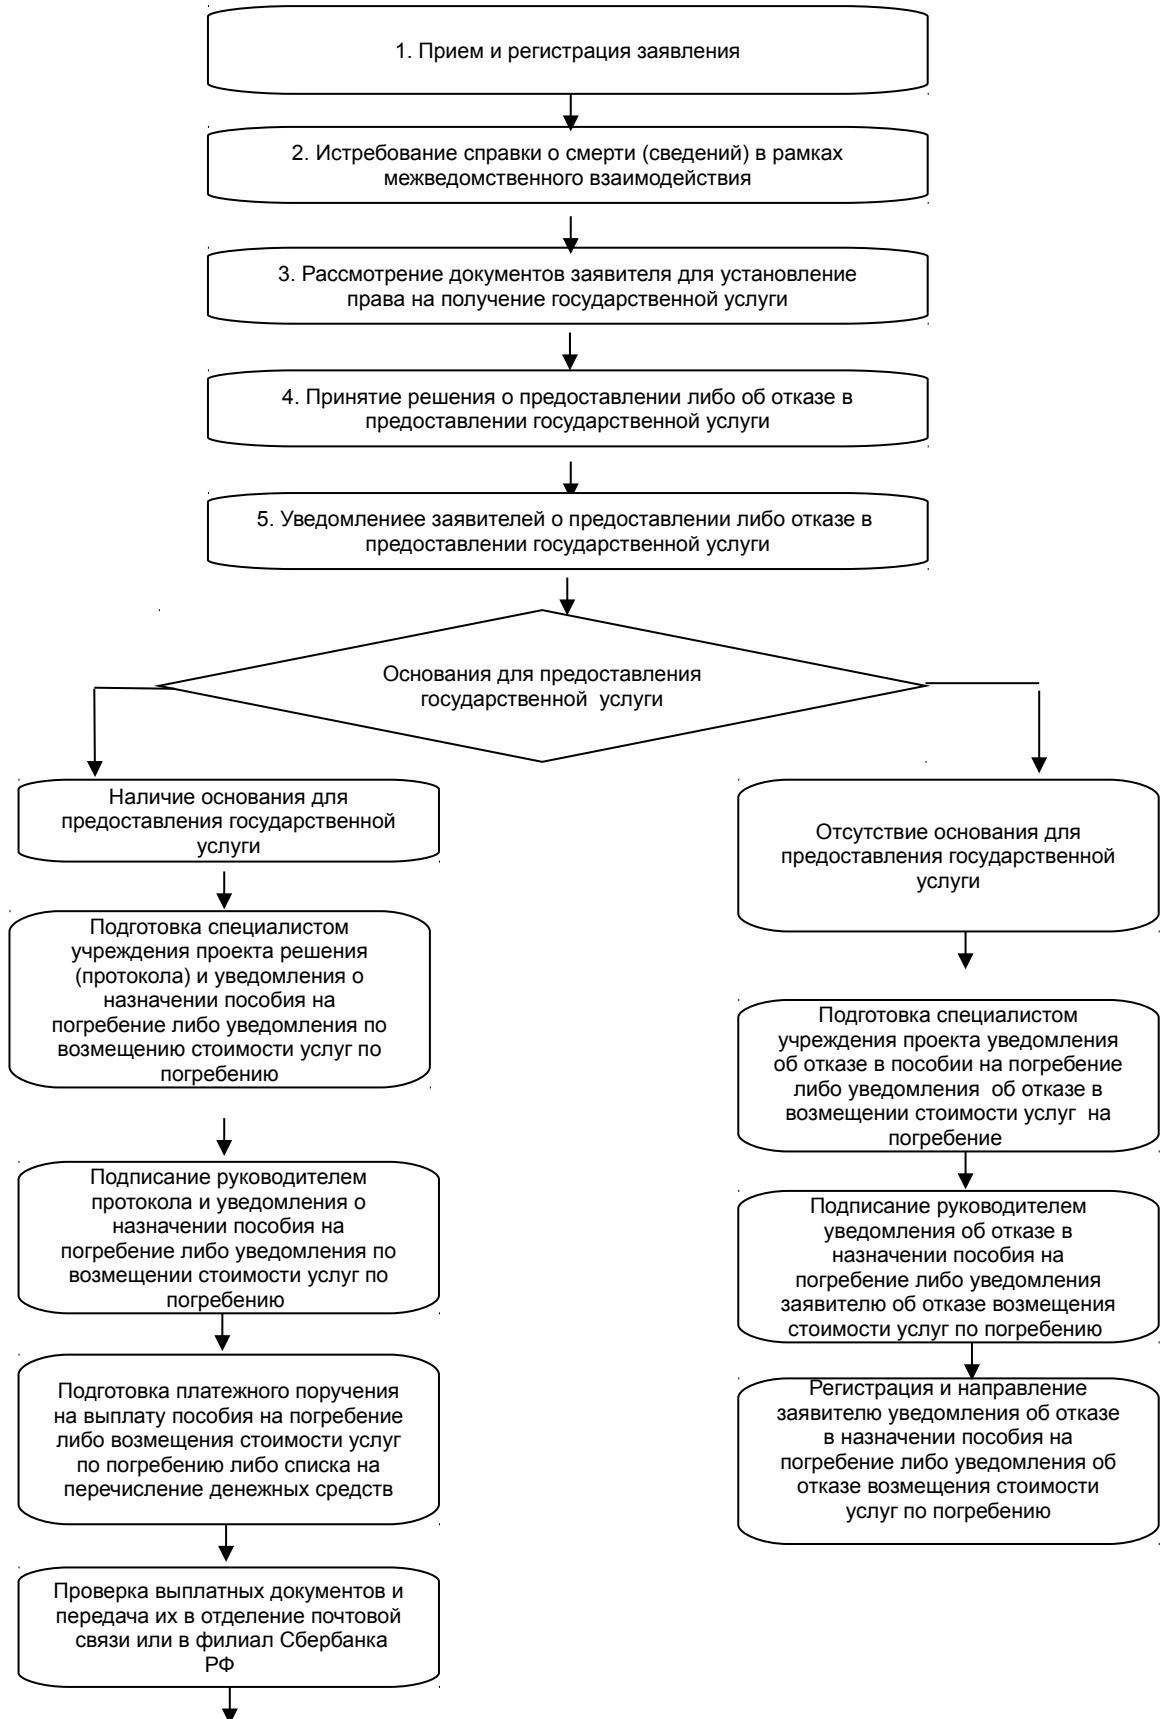 1. Прием и регистрация заявления
2. Истребование справки о смерти (сведений) в рамках
межведомственного взаимодействия
3. Рассмотрение документов заявителя для установление
права на получение государственной услуги
4. Принятие решения о предоставлении либо об отказе в
предоставлении государственной услуги
5. Уведомлениее заявителей о предоставлении либо отказе в
предоставлении государственной услуги
Основания для предоставления
государственной услуги
Наличие основания для
предоставления государственной
услуги
Подготовка специалистом
учреждения проекта решения
(протокола) и уведомления о
назначении пособия на
погребение либо уведомления по
возмещению стоимости услуг по
погребению
Подписание руководителем
протокола и уведомления о
назначении пособия на
погребение либо уведомления по
возмещении стоимости услуг по
погребению
Подготовка платежного поручения
на выплату пособия на погребение
либо возмещения стоимости услуг
по погребению либо списка на
перечисление денежных средств
Проверка выплатных документов и
передача их в отделение почтовой
связи или в филиал Сбербанка
РФ
Отсутствие основания для
предоставления государственной
услуги
Подготовка специалистом
учреждения проекта уведомления
об отказе в пособии на погребение
либо уведомления об отказе в
возмещении стоимости услуг на
погребение
Подписание руководителем
уведомления об отказе в
назначении пособия на
погребение либо уведомления
заявителю об отказе возмещения
стоимости услуг по погребению
Регистрация и направление
заявителю уведомления об отказе
в назначении пособия на
погребение либо уведомления об
отказе возмещения стоимости
услуг по погребению